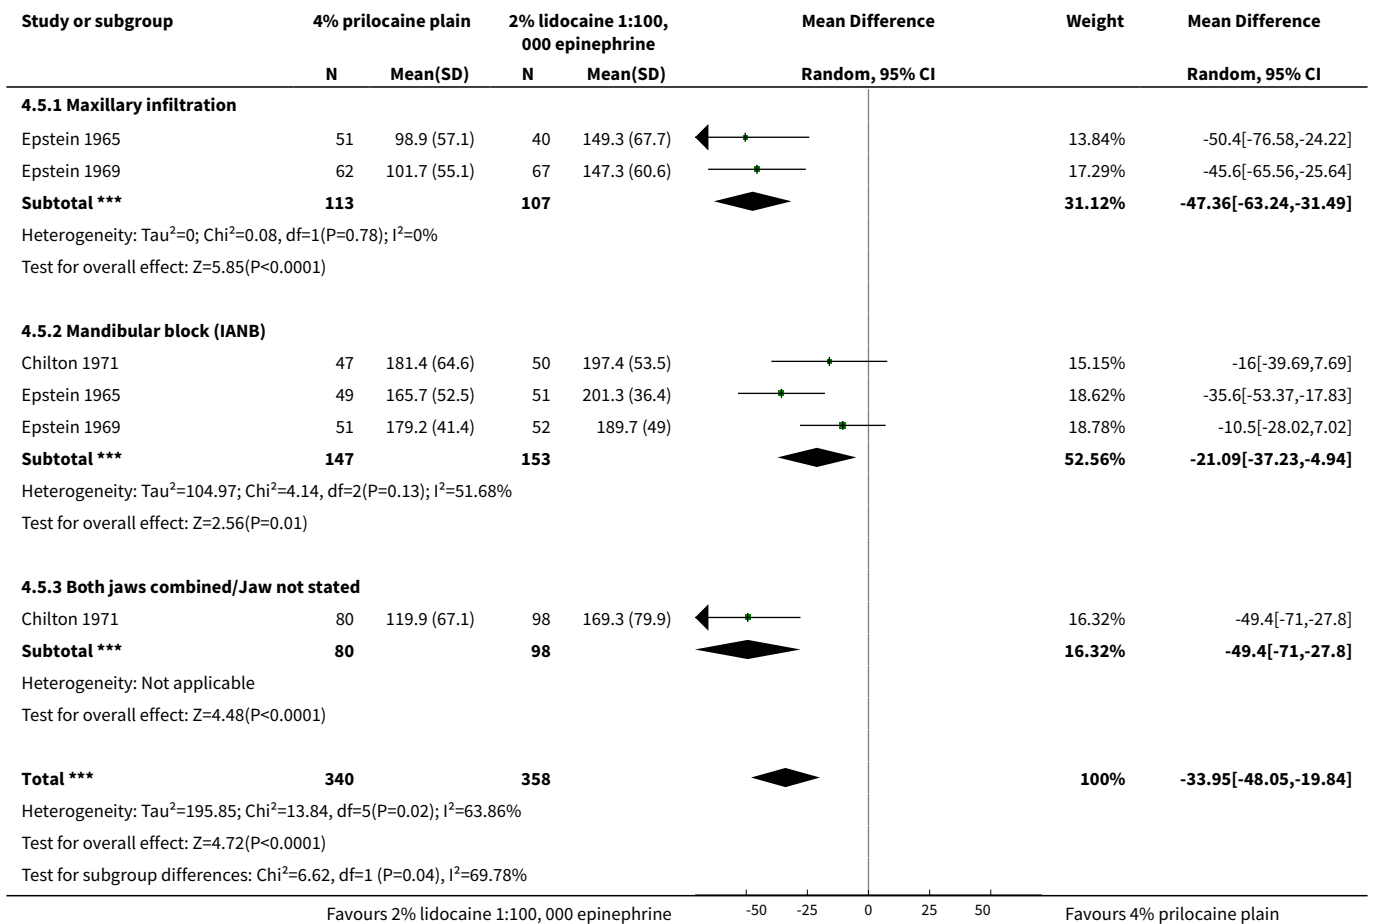 Study or subgroup 4% prilocaine plain 2% lidocaine 1:100, Mean Difference Weight Mean Difference
000 epinephrine
N Mean(SD) N Mean(SD) Random, 95% CI Random, 95% CI
4.5.1 Maxillary infiltration
Epstein 1965 51 98.9 (57.1) 40 149.3 (67.7) 13.84% -50.4[-76.58,-24.22]
Epstein 1969 62 101.7 (55.1) 67 147.3 (60.6) 17.29% -45.6[-65.56,-25.64]
Subtotal *** 113 107 31.12% -47.36[-63.24,-31.49]
Heterogeneity: Tau²=0; Chi²=0.08, df=1(P=0.78); I²=0%
Test for overall effect: Z=5.85(P<0.0001)
4.5.2 Mandibular block (IANB)
Chilton 1971 47 181.4 (64.6) 50 197.4 (53.5) 15.15% -16[-39.69,7.69]
Epstein 1965 49 165.7 (52.5) 51 201.3 (36.4) 18.62% -35.6[-53.37,-17.83]
Epstein 1969 51 179.2 (41.4) 52 189.7 (49) 18.78% -10.5[-28.02,7.02]
Subtotal *** 147 153 52.56% -21.09[-37.23,-4.94]
Heterogeneity: Tau²=104.97; Chi²=4.14, df=2(P=0.13); I²=51.68%
Test for overall effect: Z=2.56(P=0.01)
4.5.3 Both jaws combined/Jaw not stated
Chilton 1971 80 119.9 (67.1) 98 169.3 (79.9) 16.32% -49.4[-71,-27.8]
Subtotal *** 80 98 16.32% -49.4[-71,-27.8]
Heterogeneity: Not applicable
Test for overall effect: Z=4.48(P<0.0001)
Total *** 340 358 100% -33.95[-48.05,-19.84]
Heterogeneity: Tau²=195.85; Chi²=13.84, df=5(P=0.02); I²=63.86%
Test for overall effect: Z=4.72(P<0.0001)
Test for subgroup differences: Chi²=6.62, df=1 (P=0.04), I²=69.78%
Favours 2% lidocaine 1:100, 000 epinephrine -50 -25 0 25 50 Favours 4% prilocaine plain